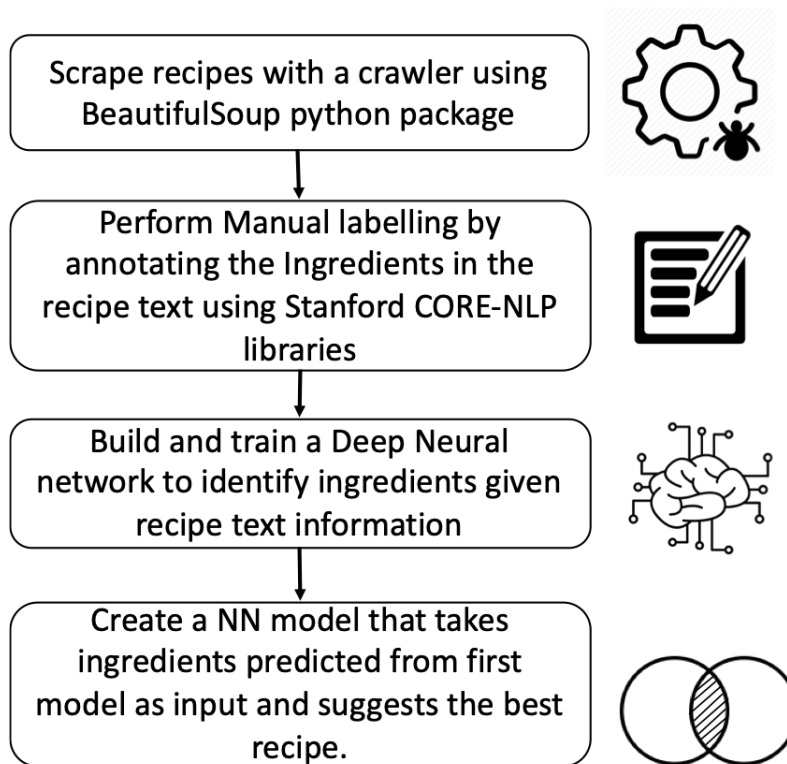 Scrape recipes with a crawler using
BeautifulSoup python package
Perform Manual labelling by
annotating the Ingredients in the
recipe text using Stanford CORE-NLP
libraries
Build and train a Deep Neural
network to identify ingredients given
recipe text information
Create a NN model that takes
ingredients predicted from first
model as input and suggests the best
recipe.